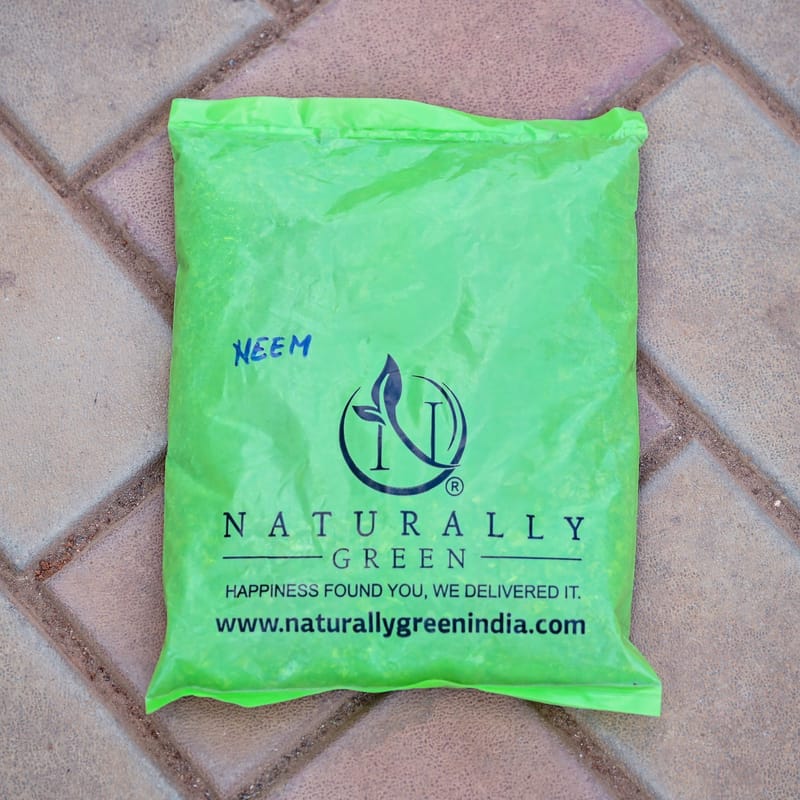 NEEM
N
®
NATURALLY
GREEN
HAPPINESS FOUND YOU, WE DELIVERED IT.
www.naturallygreenindia.com